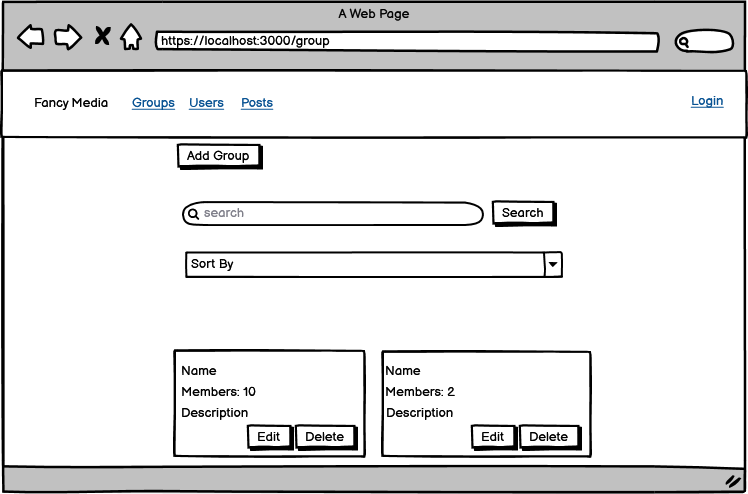 A Web Page
https://localhost:3000/group
Fancy Media Groups Users Posts Login
Add Group
search Search
Sort By
Name
Members: 10
Description
Edit Delete
Name
Members: 2
Description
Edit Delete